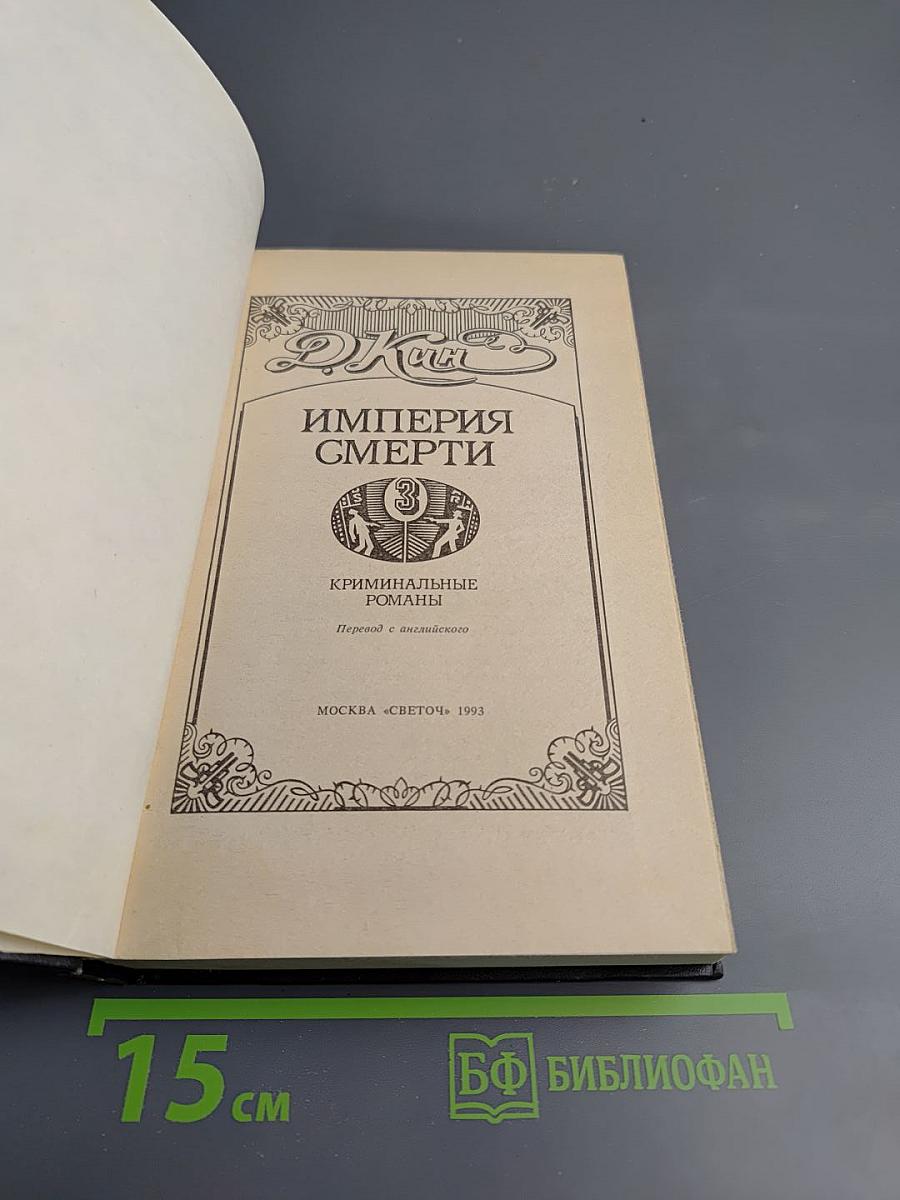 Д. Кин
ИМПЕРИЯ
СМЕРТИ
3
КРИМИНАЛЬНЫЕ
РОМАНЫ
Перевод с английского
МОСКВА «СВЕТОЧ» 1993
15 см
БФ БИБЛИОФАН